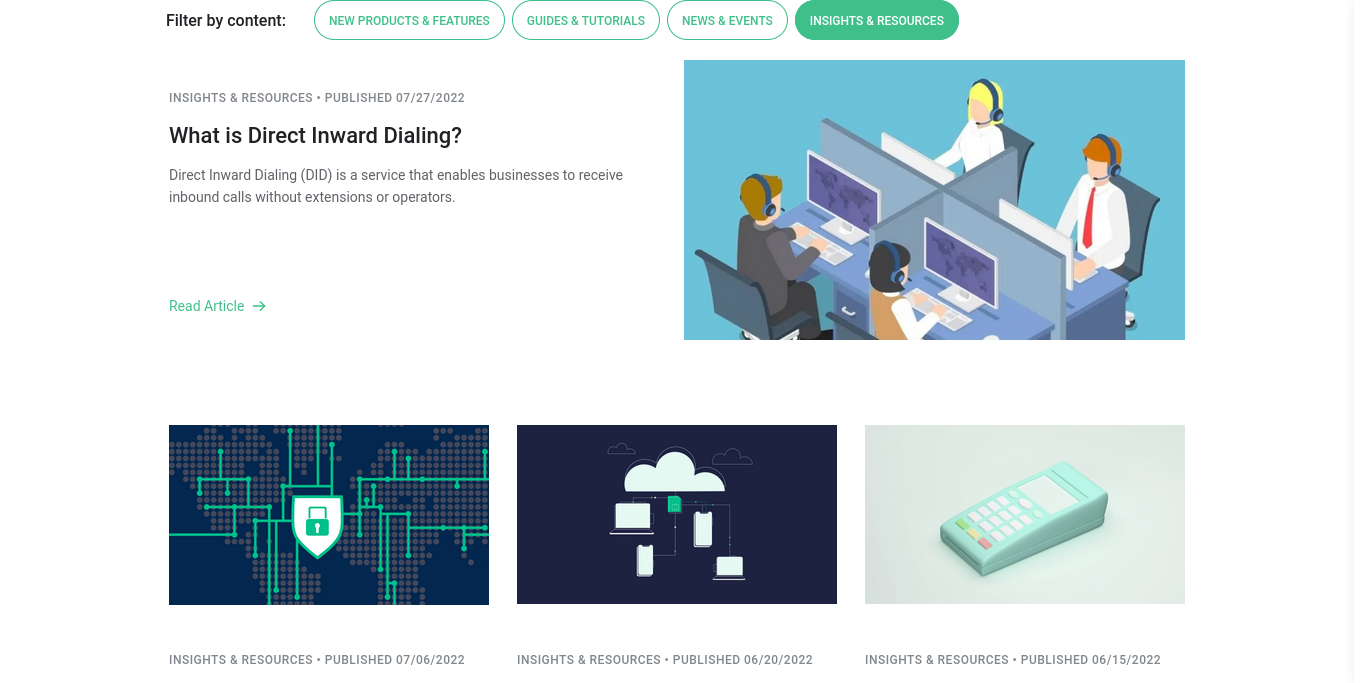 Filter by content:
NEW PRODUCTS & FEATURES
GUIDES & TUTORIALS
NEWS & EVENTS
INSIGHTS & RESOURCES
INSIGHTS & RESOURCES • PUBLISHED 07/27/2022
What is Direct Inward Dialing?
Direct Inward Dialing (DID) is a service that enables businesses to receive
inbound calls without extensions or operators.
Read Article →
INSIGHTS & RESOURCES • PUBLISHED 07/06/2022
INSIGHTS & RESOURCES • PUBLISHED 06/20/2022
INSIGHTS & RESOURCES • PUBLISHED 06/15/2022